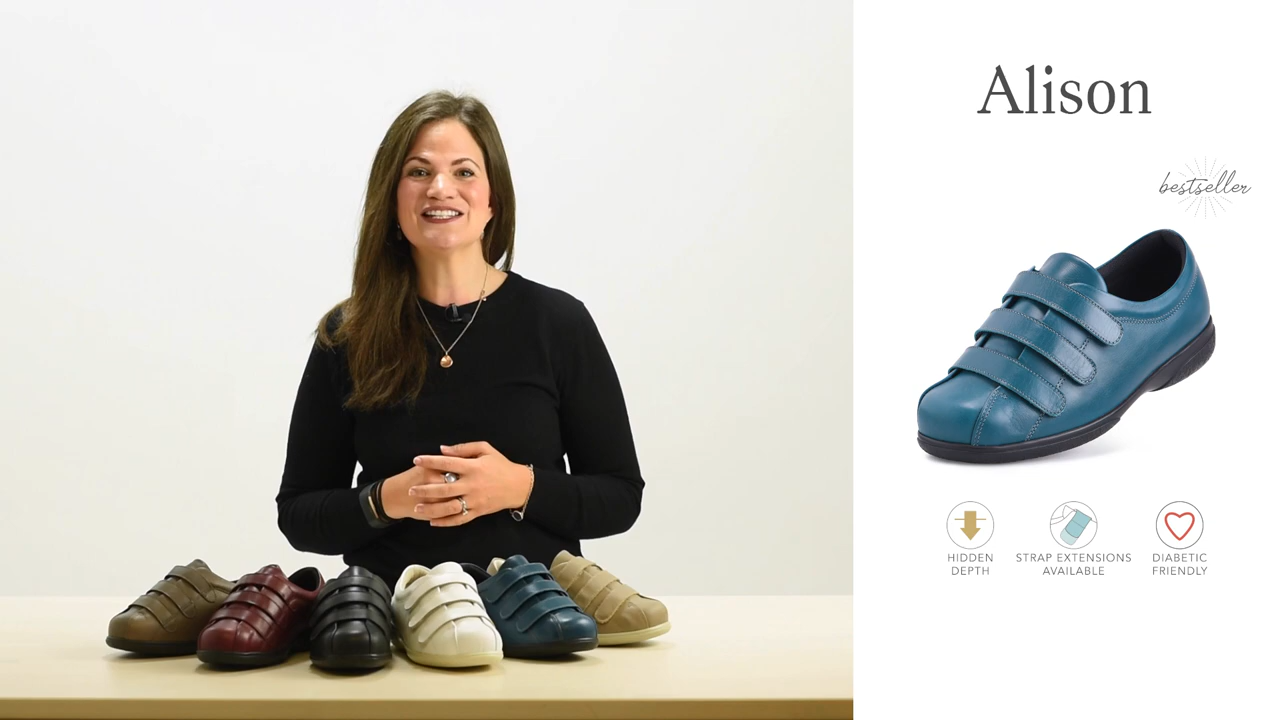 Alison
bestseller
HIDDEN
DEPTH
STRAP EXTENSIONS
AVAILABLE
DIABETIC
FRIENDLY